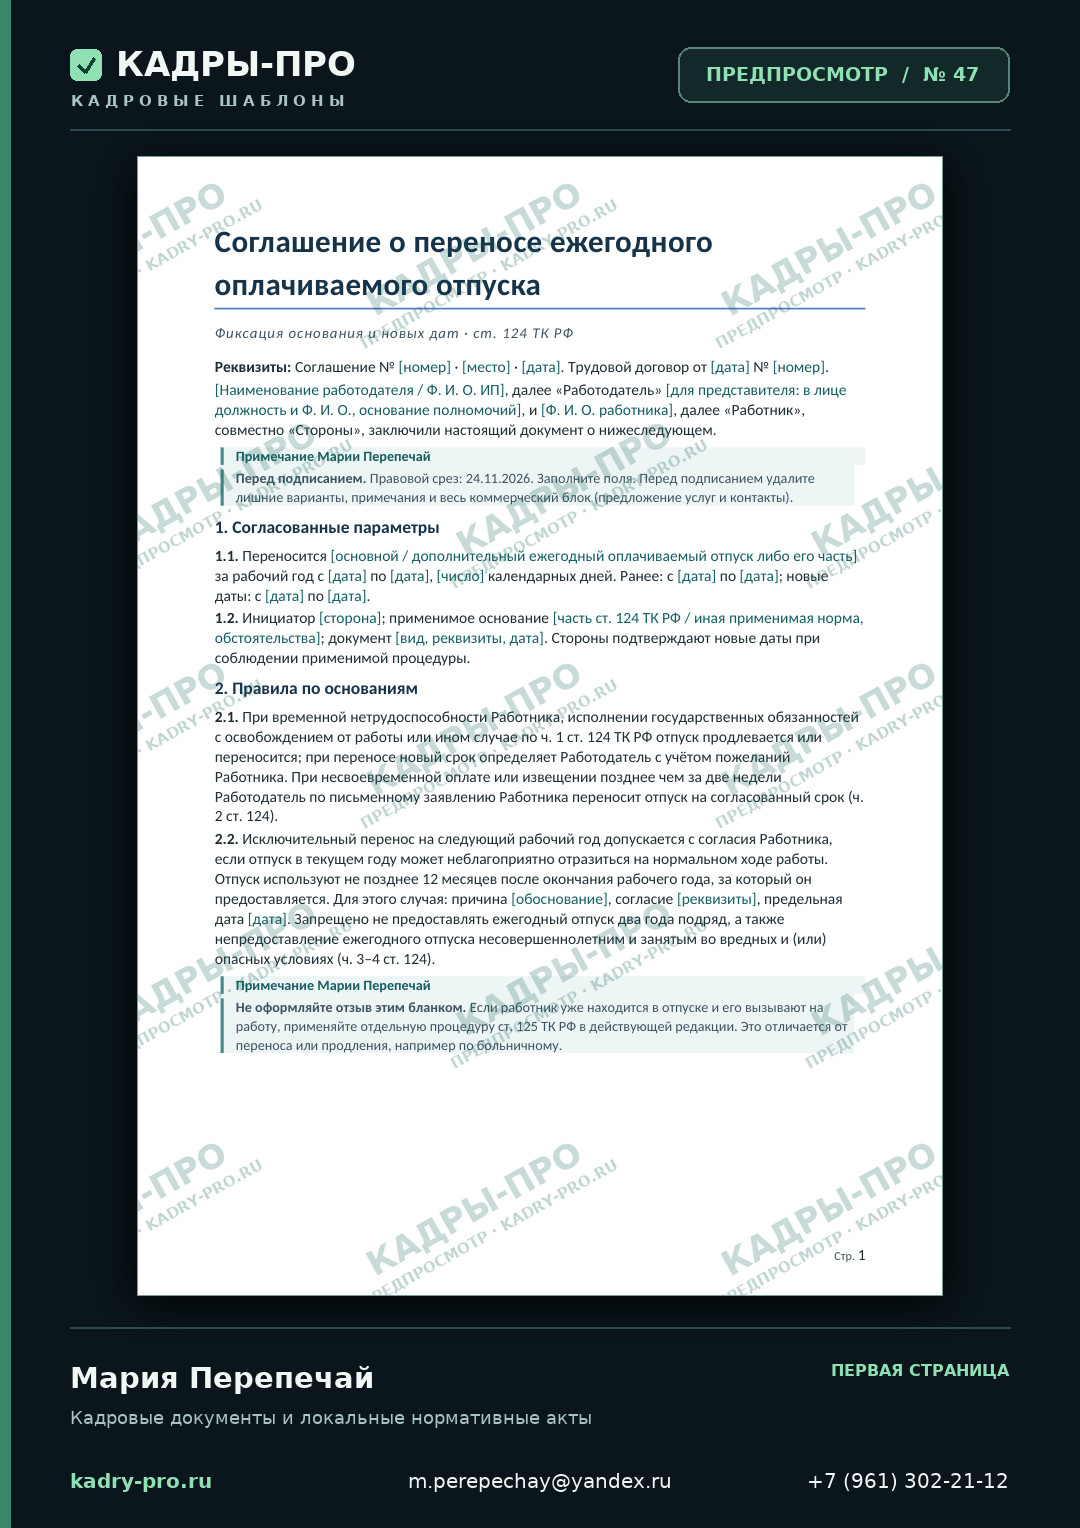 КАДРЫ-ПРО
КАДРОВЫЕ ШАБЛОНЫ
ПРЕДПРОСМОТР / № 47
Соглашение о переносе ежегодного
оплачиваемого отпуска
Фиксация основания и новых дат · ст. 124 ТК РФ
Реквизиты: Соглашение № [номер] · [место] · [дата]. Трудовой договор от [дата] № [номер].
[Наименование работодателя / Ф. И. О. ИП], далее «Работодатель» [для представителя: в лице
должность и Ф. И. О., основание полномочий], и [Ф. И. О. работника], далее «Работник»,
совместно «Стороны», заключили настоящий документ о нижеследующем.
Примечание Марии Перепечай
Перед подписанием. Правовой срез: 24.11.2026. Заполните поля. Перед подписанием удалите
лишние варианты, примечания и весь коммерческий блок (предложение услуг и контакты).
1. Согласованные параметры
1.1. Переносится [основной / дополнительный ежегодный оплачиваемый отпуск либо его часть]
за рабочий год с [дата] по [дата], [число] календарных дней. Ранее: с [дата] по [дата]; новые
даты: с [дата] по [дата].
1.2. Инициатор [сторона]; применимое основание [часть ст. 124 ТК РФ / иная применимая норма,
обстоятельства]; документ [вид, реквизиты, дата]. Стороны подтверждают новые даты при
соблюдении применимой процедуры.
2. Правила по основаниям
2.1. При временной нетрудоспособности Работника, исполнении государственных обязанностей
с освобождением от работы или ином случае по ч. 1 ст. 124 ТК РФ отпуск продлевается или
переносится; при переносе новый срок определяет Работодатель с учётом пожеланий
Работника. При несвоевременной оплате или извещении позднее чем за две недели
Работодатель по письменному заявлению Работника переносит отпуск на согласованный срок (ч.
2 ст. 124).
2.2. Исключительный перенос на следующий рабочий год допускается с согласия Работника,
если отпуск в текущем году может неблагоприятно отразиться на нормальном ходе работы.
Отпуск используют не позднее 12 месяцев после окончания рабочего года, за который он
предоставляется. Для этого случая: причина [обоснование], согласие [реквизиты], предельная
дата [дата]. Запрещено не предоставлять ежегодный отпуск два года подряд, а также
непредоставление ежегодного отпуска несовершеннолетним и занятым во вредных и (или)
опасных условиях (ч. 3–4 ст. 124).
Примечание Марии Перепечай
Не оформляйте отзыв этим бланком. Если работник уже находится в отпуске и его вызывают на
работу, применяйте отдельную процедуру ст. 125 ТК РФ в действующей редакции. Это отличается от
переноса или продления, например по больничному.
Стр. 1
Мария Перепечай
ПЕРВАЯ СТРАНИЦА
Кадровые документы и локальные нормативные акты
kadry-pro.ru
m.perepechay@yandex.ru
+7 (961) 302-21-12